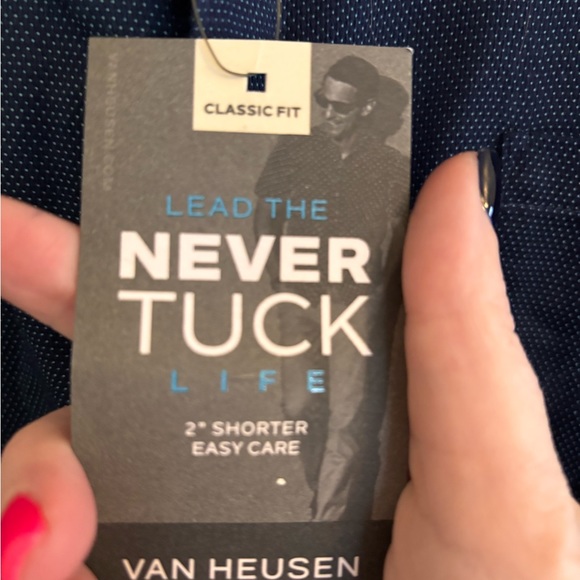 CLASSIC FIT
VANHEUSEN.COM
LEAD THE
NEVER
TUCK
LIFE
2" SHORTER
EASY CARE
VAN HEUSEN